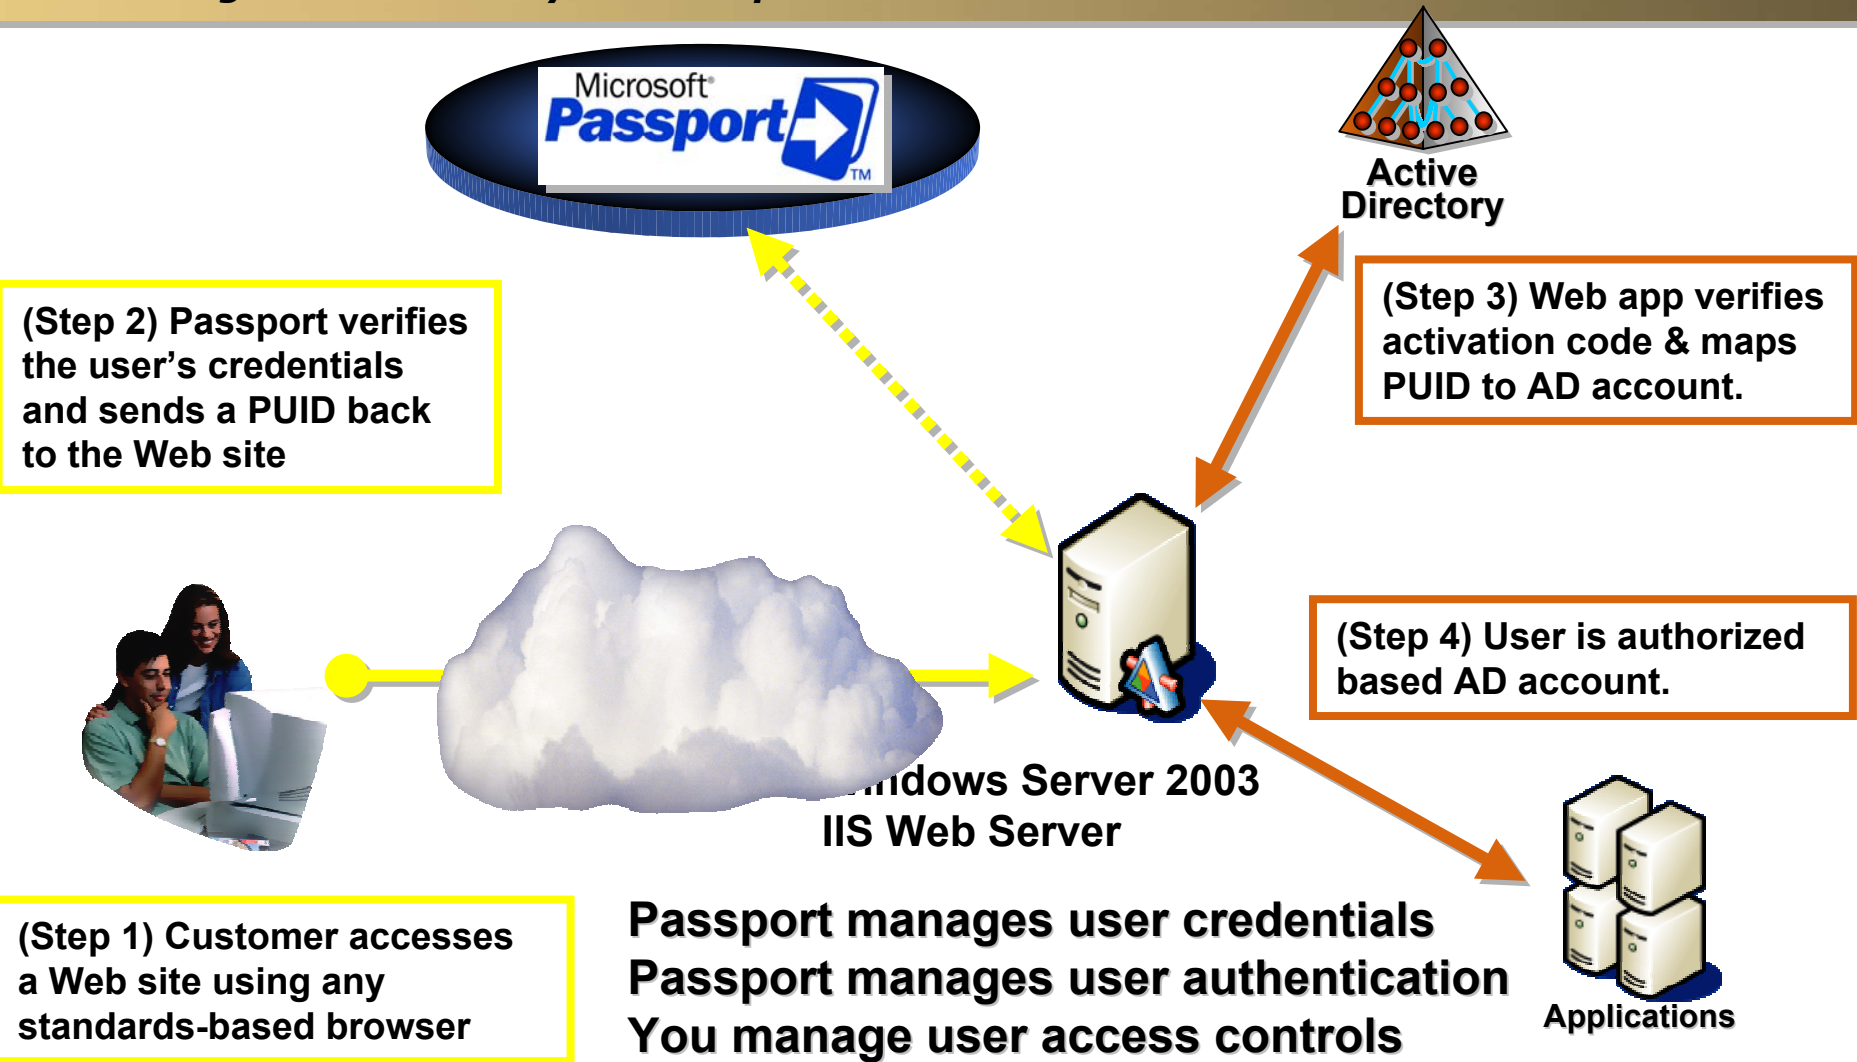 Microsoft®
Passport
TM
Active
Directory
(Step 2) Passport verifies
the user’s credentials
and sends a PUID back
to the Web site
(Step 3) Web app verifies
activation code & maps
PUID to AD account.
(Step 4) User is authorized
based AD account.
Server 2003
IIS Web Server
(Step 1) Customer accesses
a Web site using any
standards-based browser
Passport manages user credentials
Passport manages user authentication
You manage user access controls
Applications